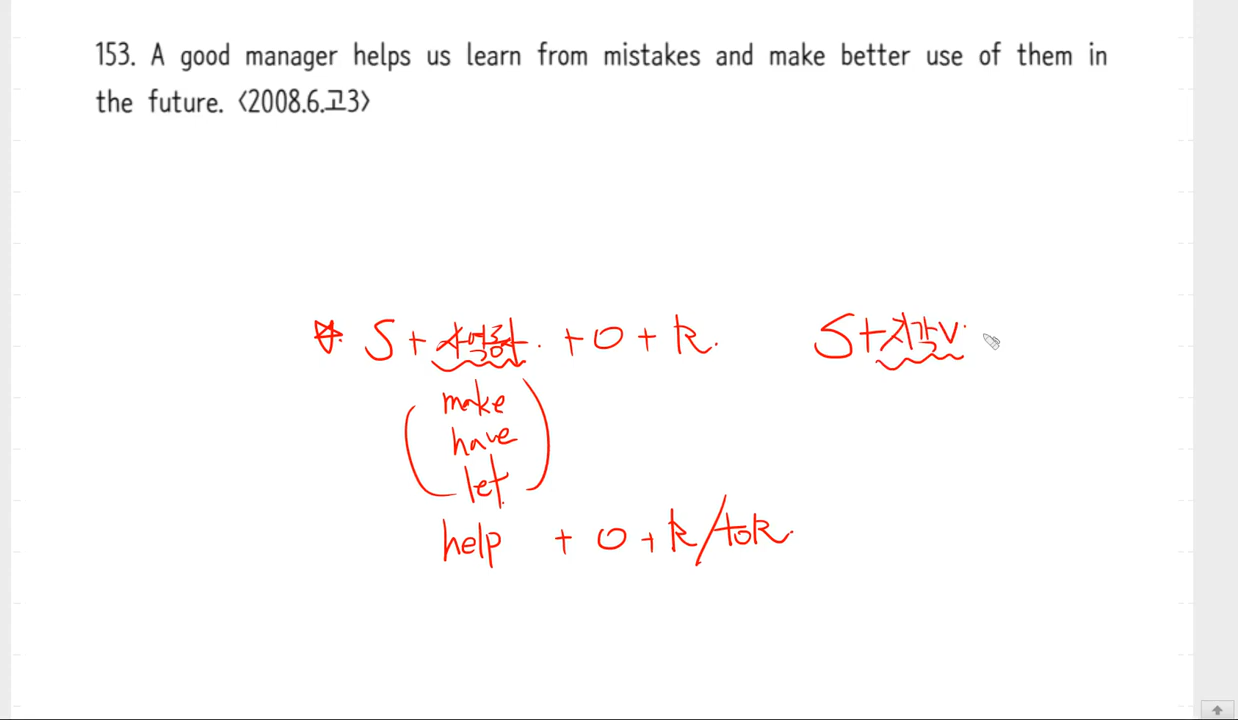 153. A good manager helps us learn from mistakes and make better use of them in
the future. <2008.6.고3>
☆. S + 사역동사. + O + R. S + 지각V.
make
have
let
help + O + R/toR.